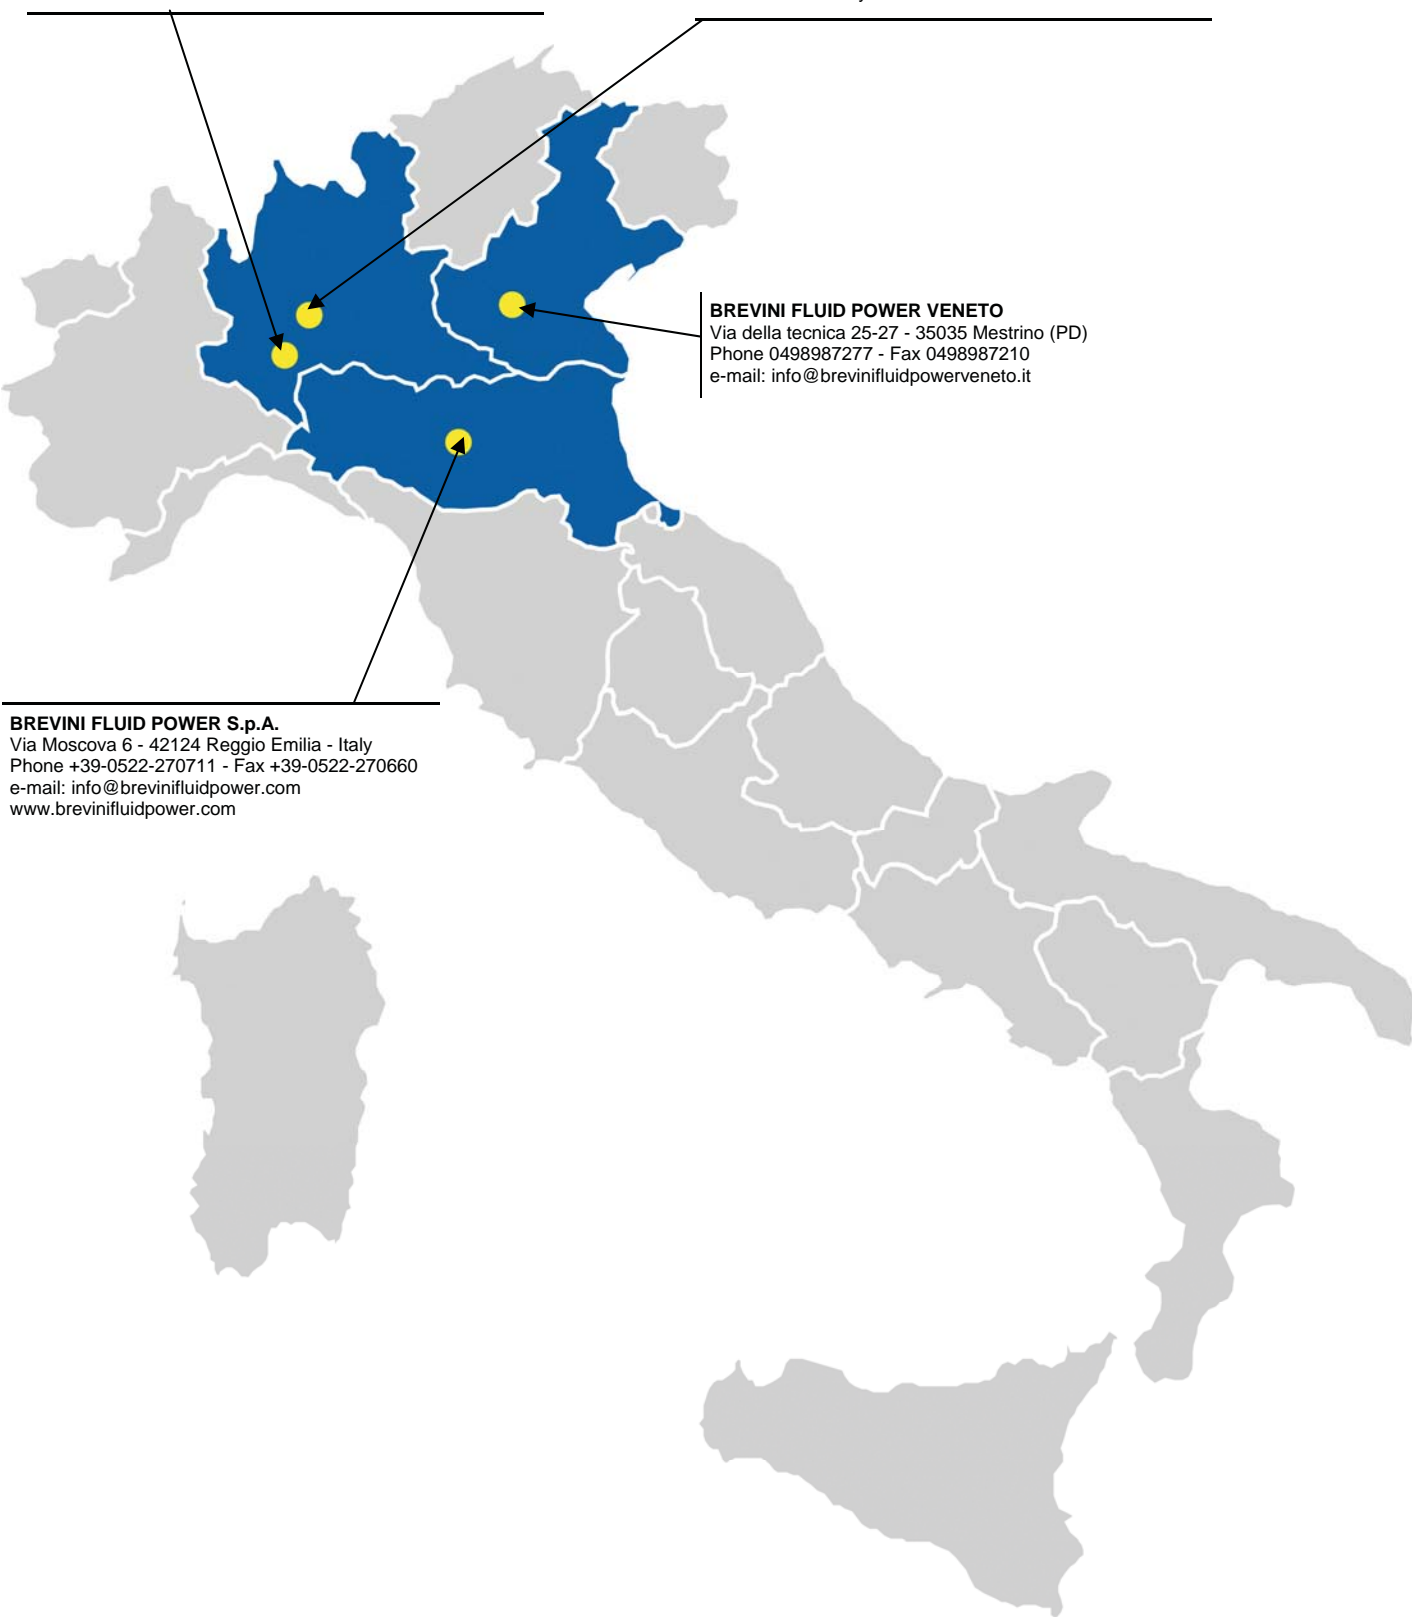 BREVINI FLUID POWER VENETO
Via della tecnica 25-27 - 35035 Mestrino (PD)
Phone 0498987277 - Fax 0498987210
e-mail: info@brevinifluidpowerveneto.it
BREVINI FLUID POWER S.p.A.
Via Moscova 6 - 42124 Reggio Emilia - Italy
Phone +39-0522-270711 - Fax +39-0522-270660
e-mail: info@brevinifluidpower.com
www.brevinifluidpower.com